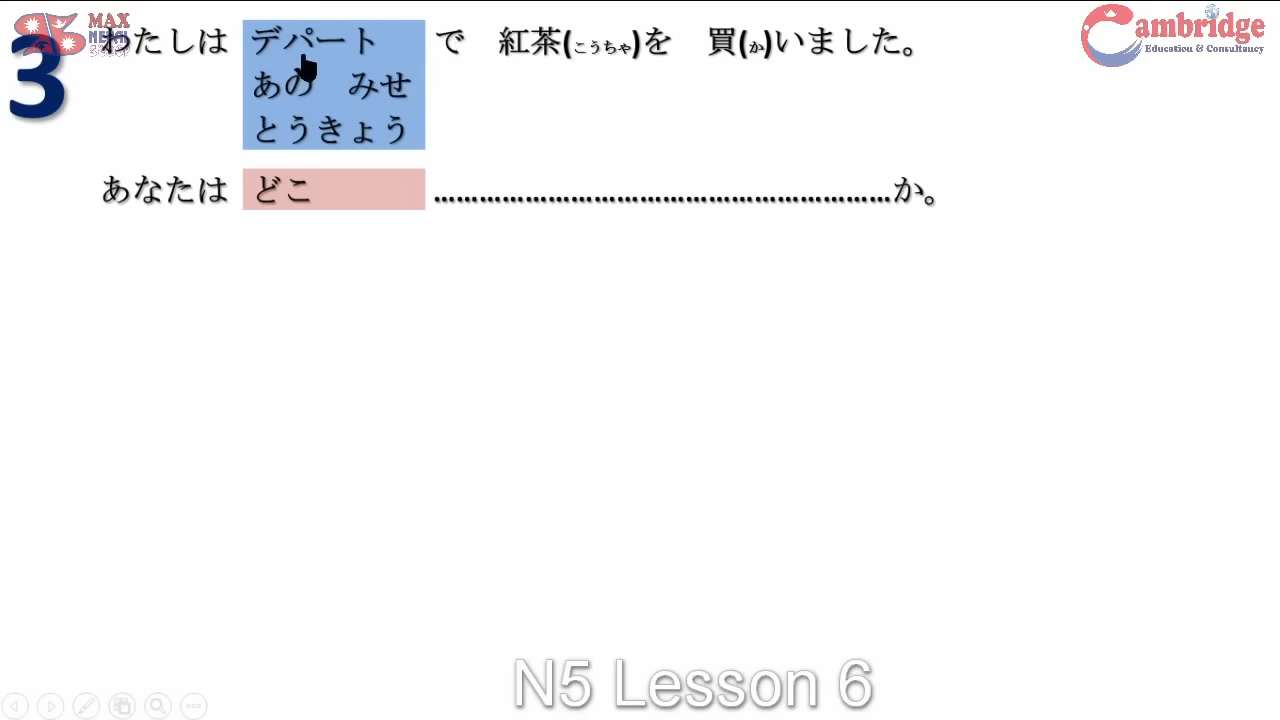 MAX
NEPAL
3
わたしは デパート で 紅茶(こうちゃ)を 買(か)いました。
あの みせ
とうきょう
あなたは どこ ……………………………………………………か。
Cambridge
Education & Consultancy
N5 Lesson 6